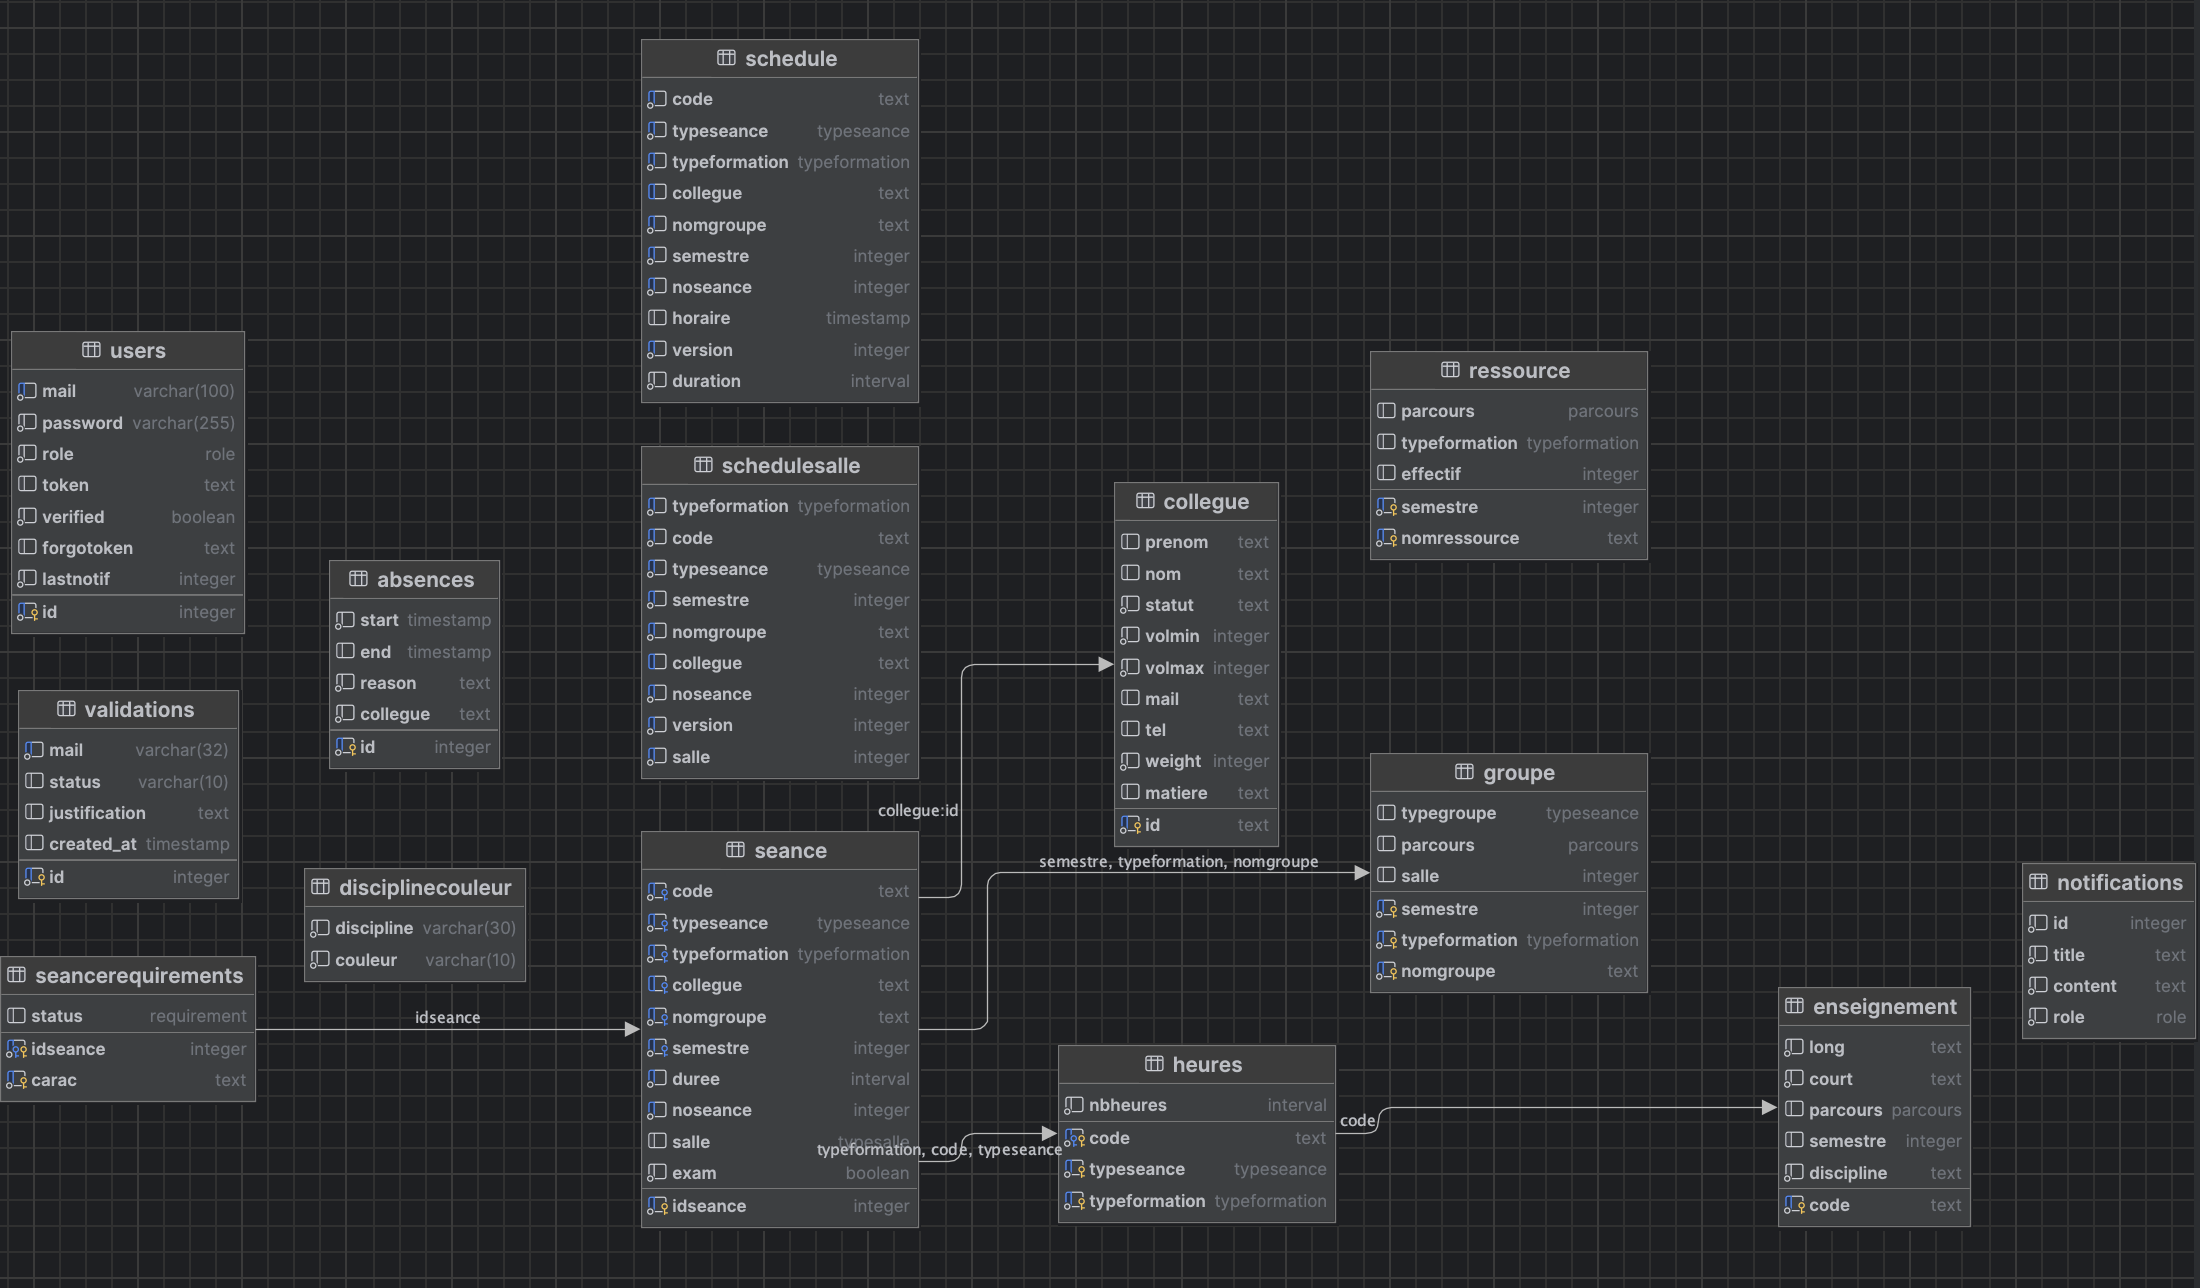 schedule
code text
typeseance typeseance
typeformation typeformation
collegue text
nomgroupe text
semestre integer
noseance integer
horaire timestamp
version integer
duration interval
users
mail varchar(100)
password varchar(255)
role role
token text
verified boolean
forgotoken text
lastnotif integer
id integer
ressource
parcours parcours
typeformation typeformation
effectif integer
semestre integer
nomressource text
schedulesalle
typeformation typeformation
code text
typeseance typeseance
semestre integer
nomgroupe text
collegue text
noseance integer
version integer
salle integer
collegue
prenom text
nom text
statut text
volmin integer
volmax integer
mail text
tel text
weight integer
matiere text
id text
absences
start timestamp
end timestamp
reason text
collegue text
id integer
validations
mail varchar(32)
status varchar(10)
justification text
created_at timestamp
id integer
groupe
typegroupe typeseance
parcours parcours
salle integer
semestre integer
typeformation typeformation
nomgroupe text
collegue:id
semestre, typeformation, nomgroupe
seance
code text
typeseance typeseance
typeformation typeformation
collegue text
nomgroupe text
semestre integer
duree interval
noseance integer
salle typesalle
exam boolean
idseance integer
disciplinecouleur
discipline varchar(30)
couleur varchar(10)
notifications
id integer
title text
content text
role role
seancerequirements
status requirement
idseance integer
carac text
idseance
enseignement
long text
court text
parcours parcours
semestre integer
discipline text
code text
heures
nbheures interval
code text
typeseance typeseance
typeformation typeformation
code
typeformation, code, typeseance